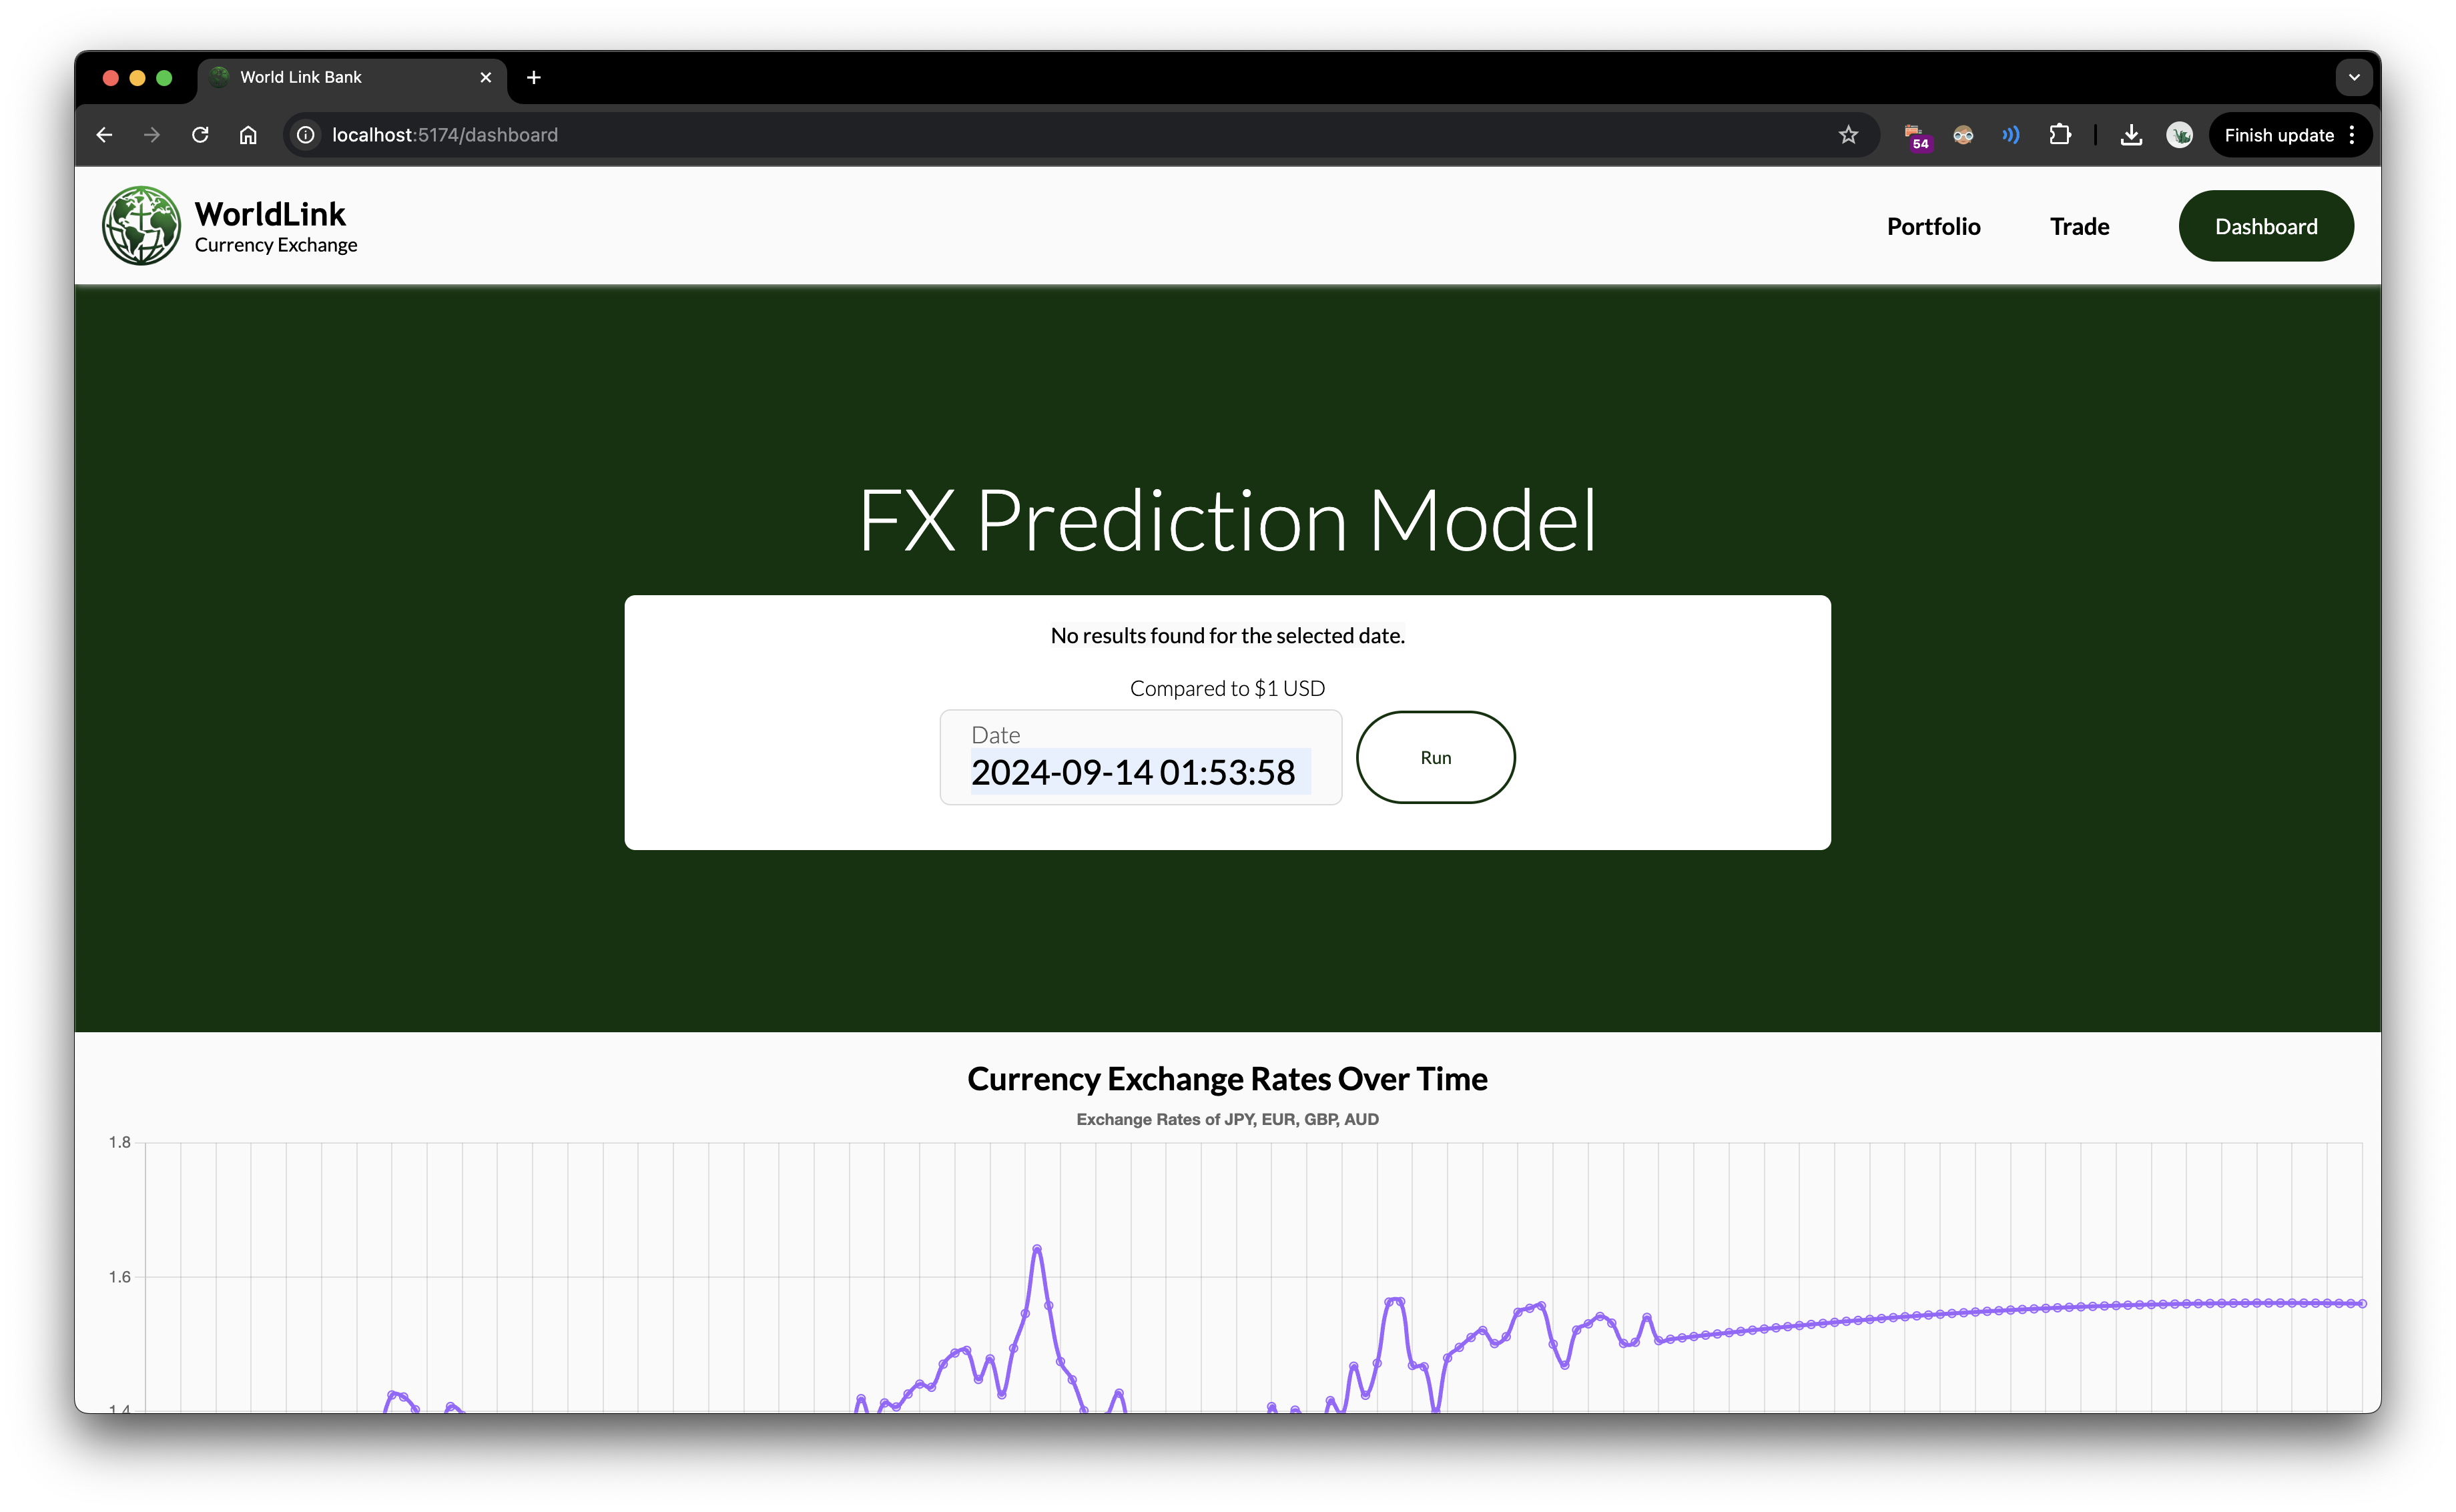 World Link Bank
localhost:5174/dashboard
54
Finish update
WorldLink
Currency Exchange
Portfolio
Trade
Dashboard
FX Prediction Model
No results found for the selected date.
Compared to $1 USD
Date
2024-09-14 01:53:58
Run
Currency Exchange Rates Over Time
Exchange Rates of JPY, EUR, GBP, AUD
1.8
1.6
1.4